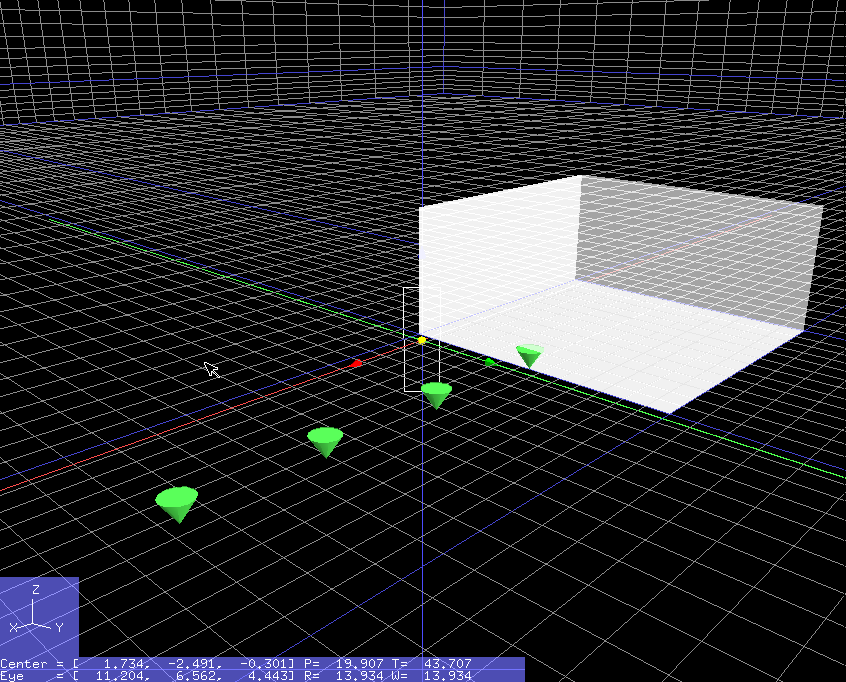 Z
X Y
Center = [ 1.734, -2.491, -0.301] P= 19.907 T= 43.707
Eye = [ 11.204, 6.562, 4.443] R= 13.934 W= 13.934